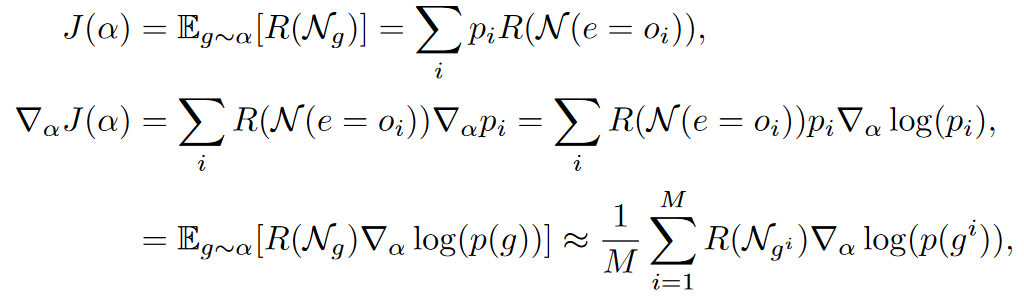 J(α) = 𝔼_{g∼α}[R(𝒩_g)] = ∑_i p_i R(𝒩(e = o_i)),
∇_α J(α) = ∑_i R(𝒩(e = o_i))∇_α p_i = ∑_i R(𝒩(e = o_i))p_i ∇_α log(p_i),
= 𝔼_{g∼α}[R(𝒩_g)∇_α log(p(g))] ≈ \frac{1}{M} ∑_{i=1}^{M} R(𝒩_{g^i})∇_α log(p(g^i)),